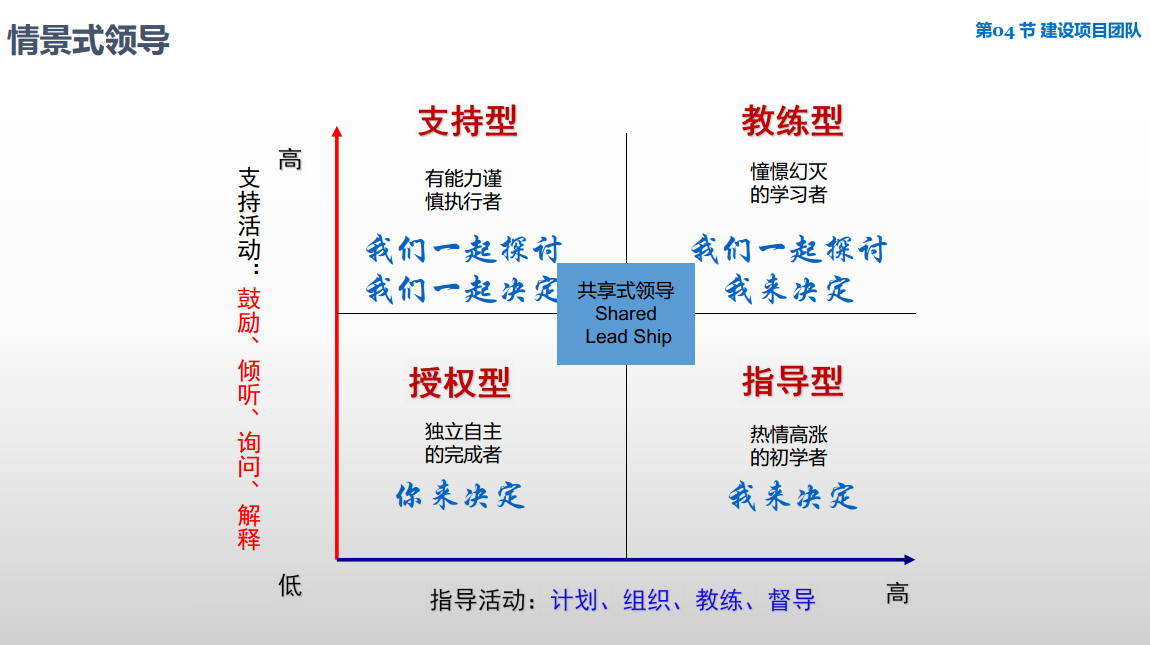 情景式领导
第04 节 建设项目团队
支持型
教练型
高
支持活动：鼓励、倾听、询问、解释
有能力谨
慎执行者
憧憬幻灭
的学习者
我们一起探讨
我们一起决定
我们一起探讨
我来决定
共享式领导
Shared
Lead Ship
授权型
指导型
独立自主
的完成者
热情高涨
的初学者
你来决定
我来决定
低
指导活动：计划、组织、教练、督导
高